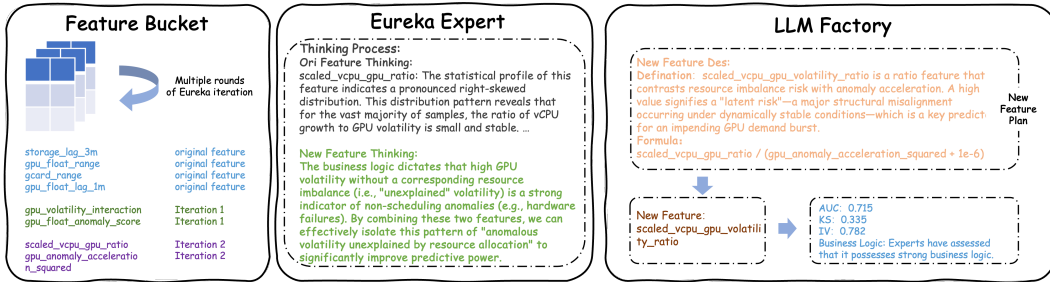 Feature Bucket
Multiple rounds
of Eureka iteration
storage_lag_3m original feature
gpu_float_range original feature
gcard_range original feature
gpu_float_lag_1m original feature
gpu_volatility_interaction Iteration 1
gpu_float_anomaly_score Iteration 1
scaled_vcpu_gpu_ratio Iteration 2
gpu_anomaly_acceleratio Iteration 2
n_squared
Eureka Expert
Thinking Process:
Ori Feature Thinking:
scaled_vcpu_gpu_ratio: The statistical profile of this
feature indicates a pronounced right-skewed
distribution. This distribution pattern reveals that
for the vast majority of samples, the ratio of vCPU
growth to GPU volatility is small and stable. …
New Feature Thinking:
The business logic dictates that high GPU
volatility without a corresponding resource
imbalance (i.e., "unexplained" volatility) is a strong
indicator of non-scheduling anomalies (e.g., hardware
failures). By combining these two features, we can
effectively isolate this pattern of "anomalous
volatility unexplained by resource allocation" to
significantly improve predictive power.
LLM Factory
New Feature Des:
Defination: scaled_vcpu_gpu_volatility_ratio is a ratio feature that
contrasts resource imbalance risk with anomaly acceleration. A high
value signifies a "latent risk"—a major structural misalignment
occurring under dynamically stable conditions—which is a key predict
for an impending GPU demand burst.
Formula:
scaled_vcpu_gpu_ratio / (gpu_anomaly_acceleration_squared + 1e-6)
New
Feature
Plan
New Feature:
scaled_vcpu_gpu_volatili
ty_ratio
AUC: 0.715
KS: 0.335
IV: 0.782
Business Logic: Experts have assessed
that it possesses strong business logic.